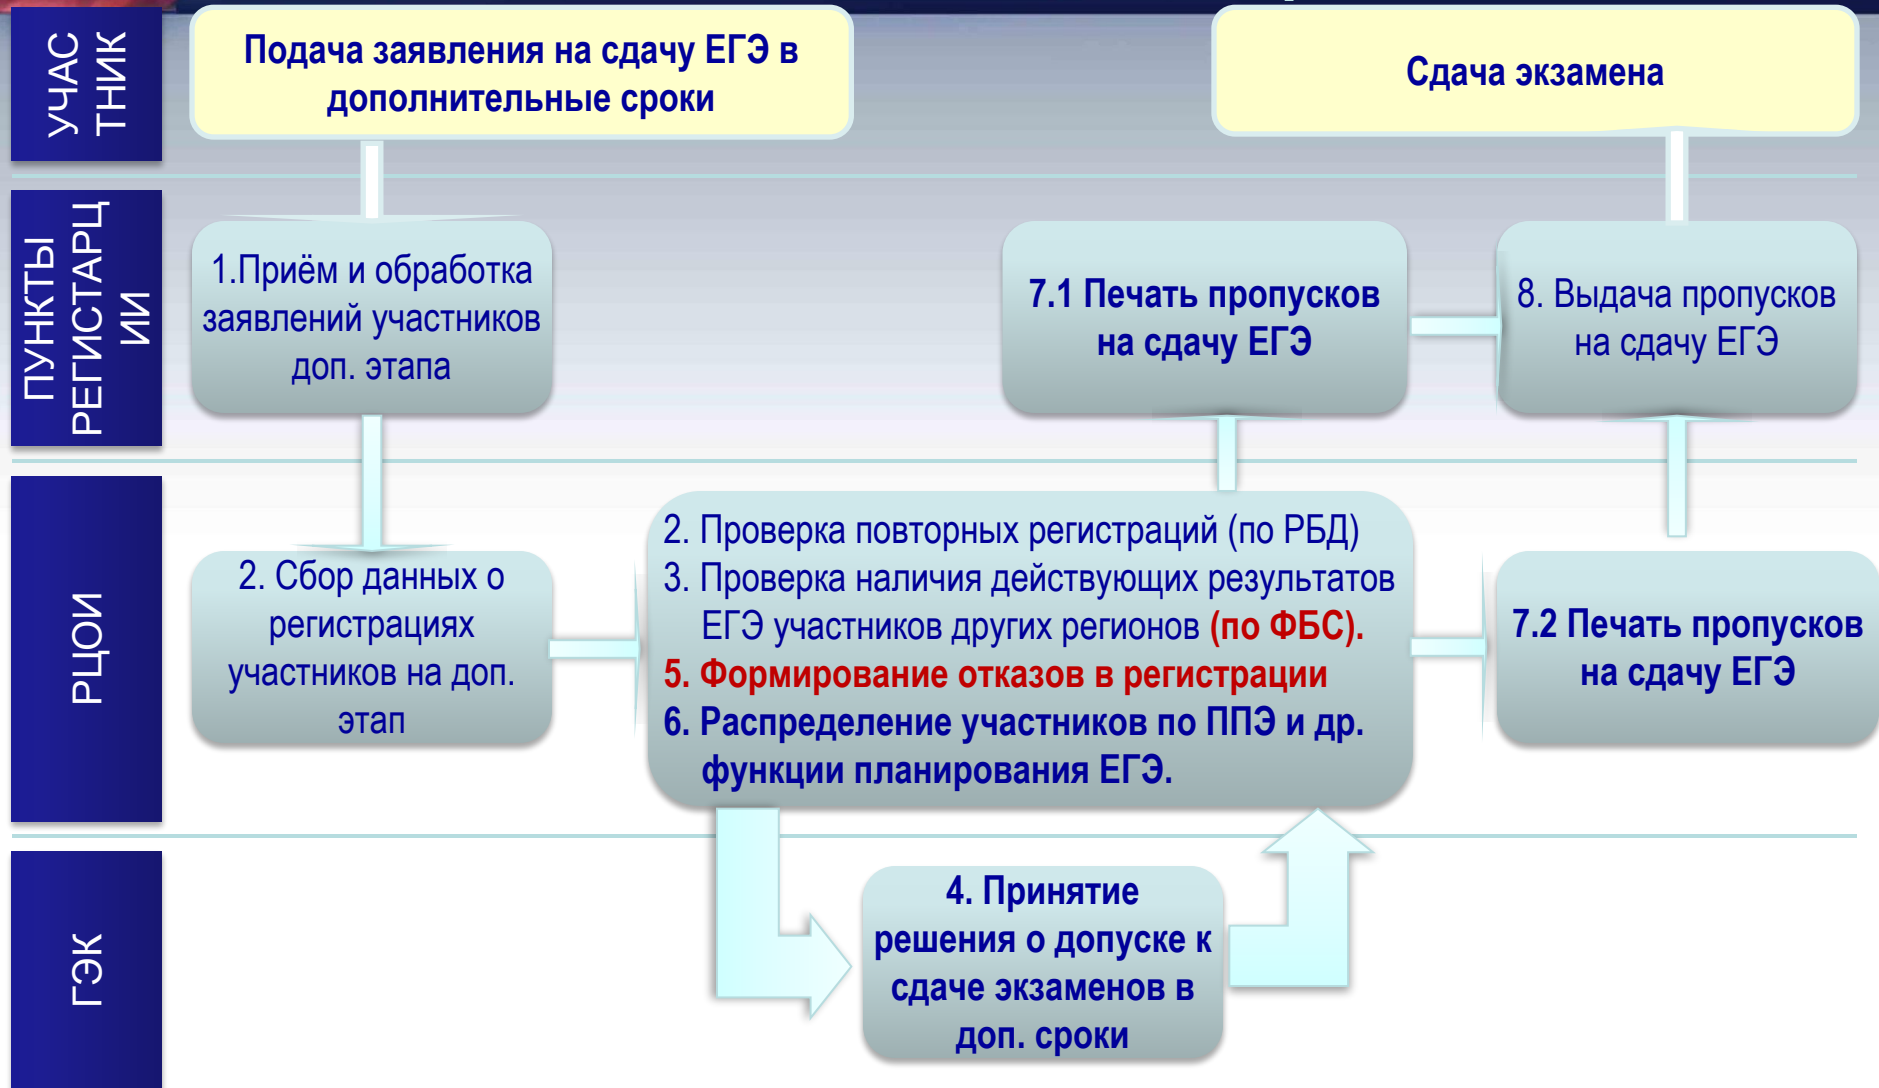 УЧАС
ТНИК
Подача заявления на сдачу ЕГЭ в
дополнительные сроки
Сдача экзамена
ПУНКТЫ
РЕГИСТАРЦ
ИИ
1.Приём и обработка
заявлений участников
доп. этапа
7.1 Печать пропусков
на сдачу ЕГЭ
8. Выдача пропусков
на сдачу ЕГЭ
РЦОИ
2. Сбор данных о
регистрациях
участников на доп.
этап
2. Проверка повторных регистраций (по РБД)
3. Проверка наличия действующих результатов
ЕГЭ участников других регионов (по ФБС).
5. Формирование отказов в регистрации
6. Распределение участников по ППЭ и др.
функции планирования ЕГЭ.
7.2 Печать пропусков
на сдачу ЕГЭ
ГЭК
4. Принятие
решения о допуске к
сдаче экзаменов в
доп. сроки